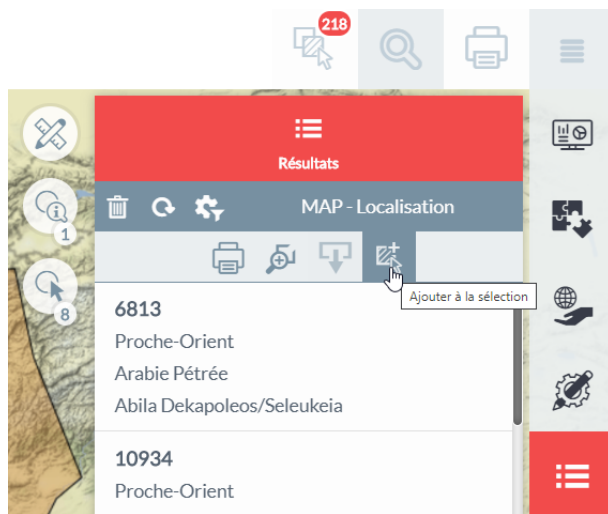 218
Résultats
MAP - Localisation
1
8
Ajouter à la sélection
6813
Proche-Orient
Arabie Pétrée
Abila Dekapoleos/Seleukeia
10934
Proche-Orient